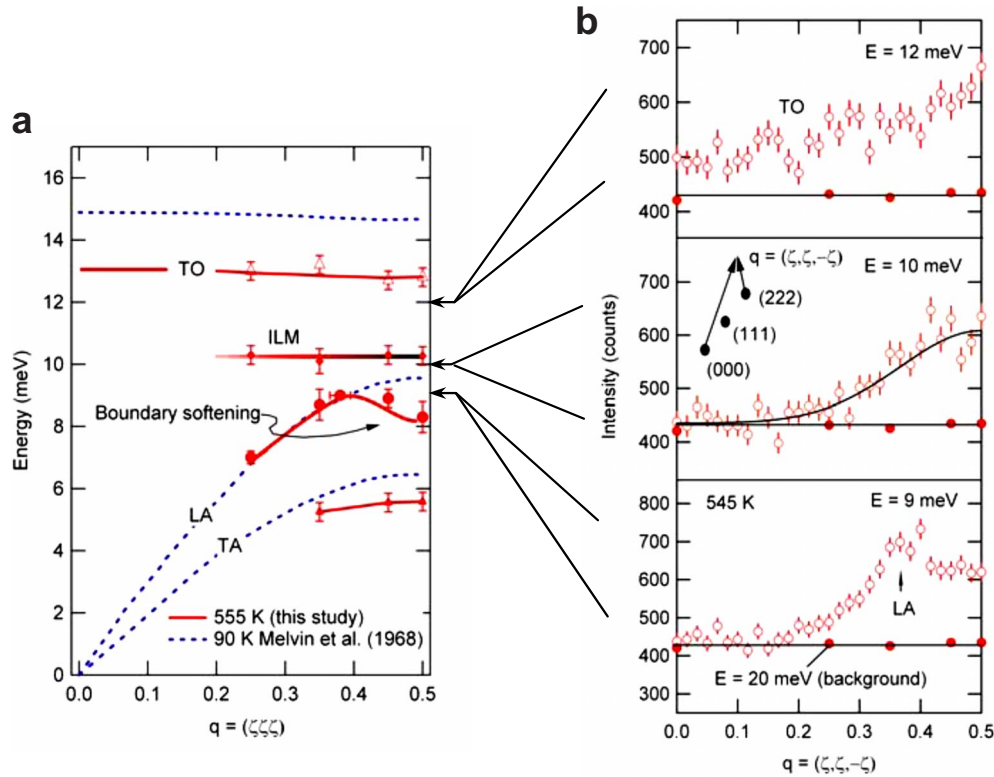 a
16
14
12
10
8
6
4
2
0
Energy (meV)
TO
ILM
Boundary softening
LA
TA
555 K (this study)
90 K Melvin et al. (1968)
0.0 0.1 0.2 0.3 0.4 0.5
q = (ζζζ)
b
700
600
500
400
E = 12 meV
TO
700
600
500
400
q = (ζ,ζ,-ζ)
E = 10 meV
(222)
(111)
(000)
Intensity (counts)
800
700
600
500
400
300
545 K
E = 9 meV
LA
E = 20 meV (background)
0.0 0.1 0.2 0.3 0.4 0.5
q = (ζ,ζ,-ζ)